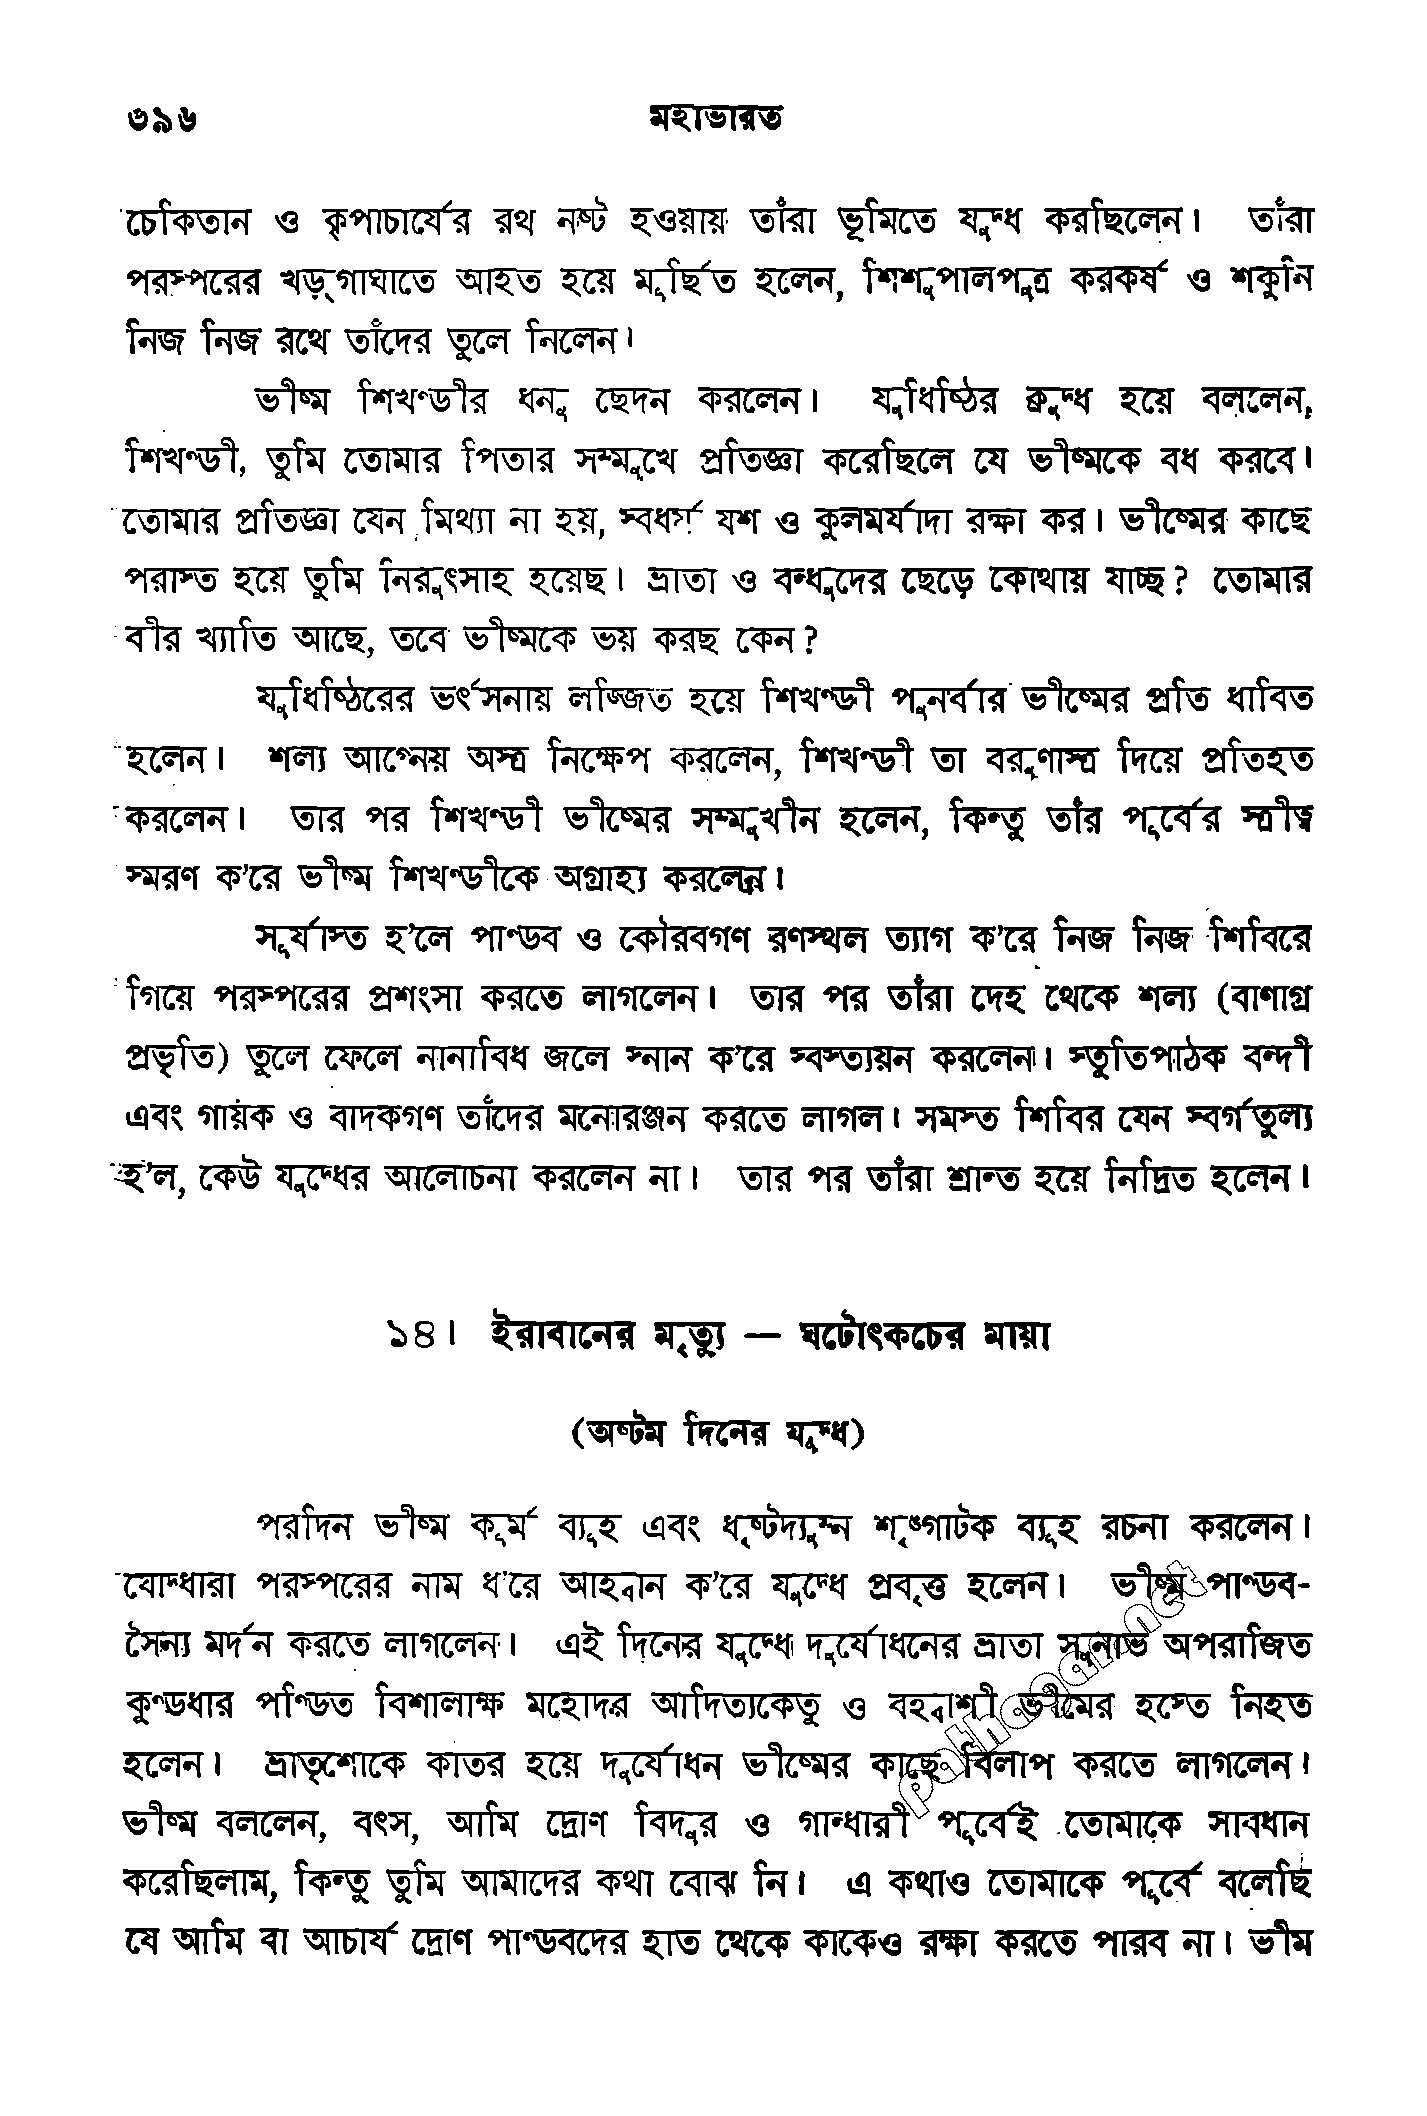 ৩৯৬ মহাভারত
চেকিতান ও কৃপাচার্যের রথ নষ্ট হওয়ায় তাঁরা ভূমিতে যুদ্ধ করছিলেন। তাঁরা
পরস্পরের খড়্‌গাঘাতে আহত হয়ে মূর্ছিত হলেন, শিশুপালপুত্র করকর্ষ ও শকুনি
নিজ নিজ রথে তাঁদের তুলে নিলেন।
ভীষ্ম শিখণ্ডীর ধনু ছেদন করলেন। যুধিষ্ঠির ক্রুদ্ধ হয়ে বললেন,
শিখণ্ডী, তুমি তোমার পিতার সম্মুখে প্রতিজ্ঞা করেছিলে যে ভীষ্মকে বধ করবে।
তোমার প্রতিজ্ঞা যেন মিথ্যা না হয়, স্বধর্ম যশ ও কুলমর্যাদা রক্ষা কর। ভীষ্মের কাছে
পরাস্ত হয়ে তুমি নিরুৎসাহ হয়েছ। ভ্রাতা ও বন্ধুদের ছেড়ে কোথায় যাচ্ছ? তোমার
বীর খ্যাতি আছে, তবে ভীষ্মকে ভয় করছ কেন?
যুধিষ্ঠিরের ভর্ৎসনায় লজ্জিত হয়ে শিখণ্ডী পুনর্বার ভীষ্মের প্রতি ধাবিত
হলেন। শল্য আগ্নেয় অস্ত্র নিক্ষেপ করলেন, শিখণ্ডী তা বরুণাস্ত্র দিয়ে প্রতিহত
করলেন। তার পর শিখণ্ডী ভীষ্মের সম্মুখীন হলেন, কিন্তু তাঁর পূর্বের স্ত্রীত্ব
স্মরণ ক'রে ভীষ্ম শিখণ্ডীকে অগ্রাহ্য করলেন।
সূর্যাস্ত হ'লে পাণ্ডব ও কৌরবগণ রণস্থল ত্যাগ ক'রে নিজ নিজ শিবিরে
গিয়ে পরস্পরের প্রশংসা করতে লাগলেন। তার পর তাঁরা দেহ থেকে শল্য (বাণাগ্র
প্রভৃতি) তুলে ফেলে নানাবিধ জলে স্নান ক'রে স্বস্ত্যয়ন করলেন। স্তুতিপাঠক বন্দী
এবং গায়ক ও বাদকগণ তাঁদের মনোরঞ্জন করতে লাগল। সমস্ত শিবির যেন স্বর্গতুল্য
হ'ল, কেউ যুদ্ধের আলোচনা করলেন না। তার পর তাঁরা শ্রান্ত হয়ে নিদ্রিত হলেন।
১৪। ইরাবানের মৃত্যু — ঘটোৎকচের মায়া
(অষ্টম দিনের যুদ্ধ)
পরদিন ভীষ্ম কূর্ম ব্যূহ এবং ধৃষ্টদ্যুম্ন শৃঙ্গাটক ব্যূহ রচনা করলেন।
যোদ্ধারা পরস্পরের নাম ধ'রে আহ্বান ক'রে যুদ্ধে প্রবৃত্ত হলেন। ভীষ্ম পাণ্ডব-
সৈন্য মর্দন করতে লাগলেন। এই দিনের যুদ্ধে দুর্যোধনের ভ্রাতা সুনাভ অপরাজিত
কুণ্ডধার পণ্ডিত বিশালাক্ষ মহোদর আদিত্যকেতু ও বহ্বাশী ভীমের হস্তে নিহত
হলেন। ভ্রাতৃশোকে কাতর হয়ে দুর্যোধন ভীষ্মের কাছে বিলাপ করতে লাগলেন।
ভীষ্ম বললেন, বৎস, আমি দ্রোণ বিদুর ও গান্ধারী পূর্বেই তোমাকে সাবধান
করেছিলাম, কিন্তু তুমি আমাদের কথা বোঝ নি। এ কথাও তোমাকে পূর্বে বলেছি
যে আমি বা আচার্য দ্রোণ পাণ্ডবদের হাত থেকে কাকেও রক্ষা করতে পারব না। ভীম
pathagar.net